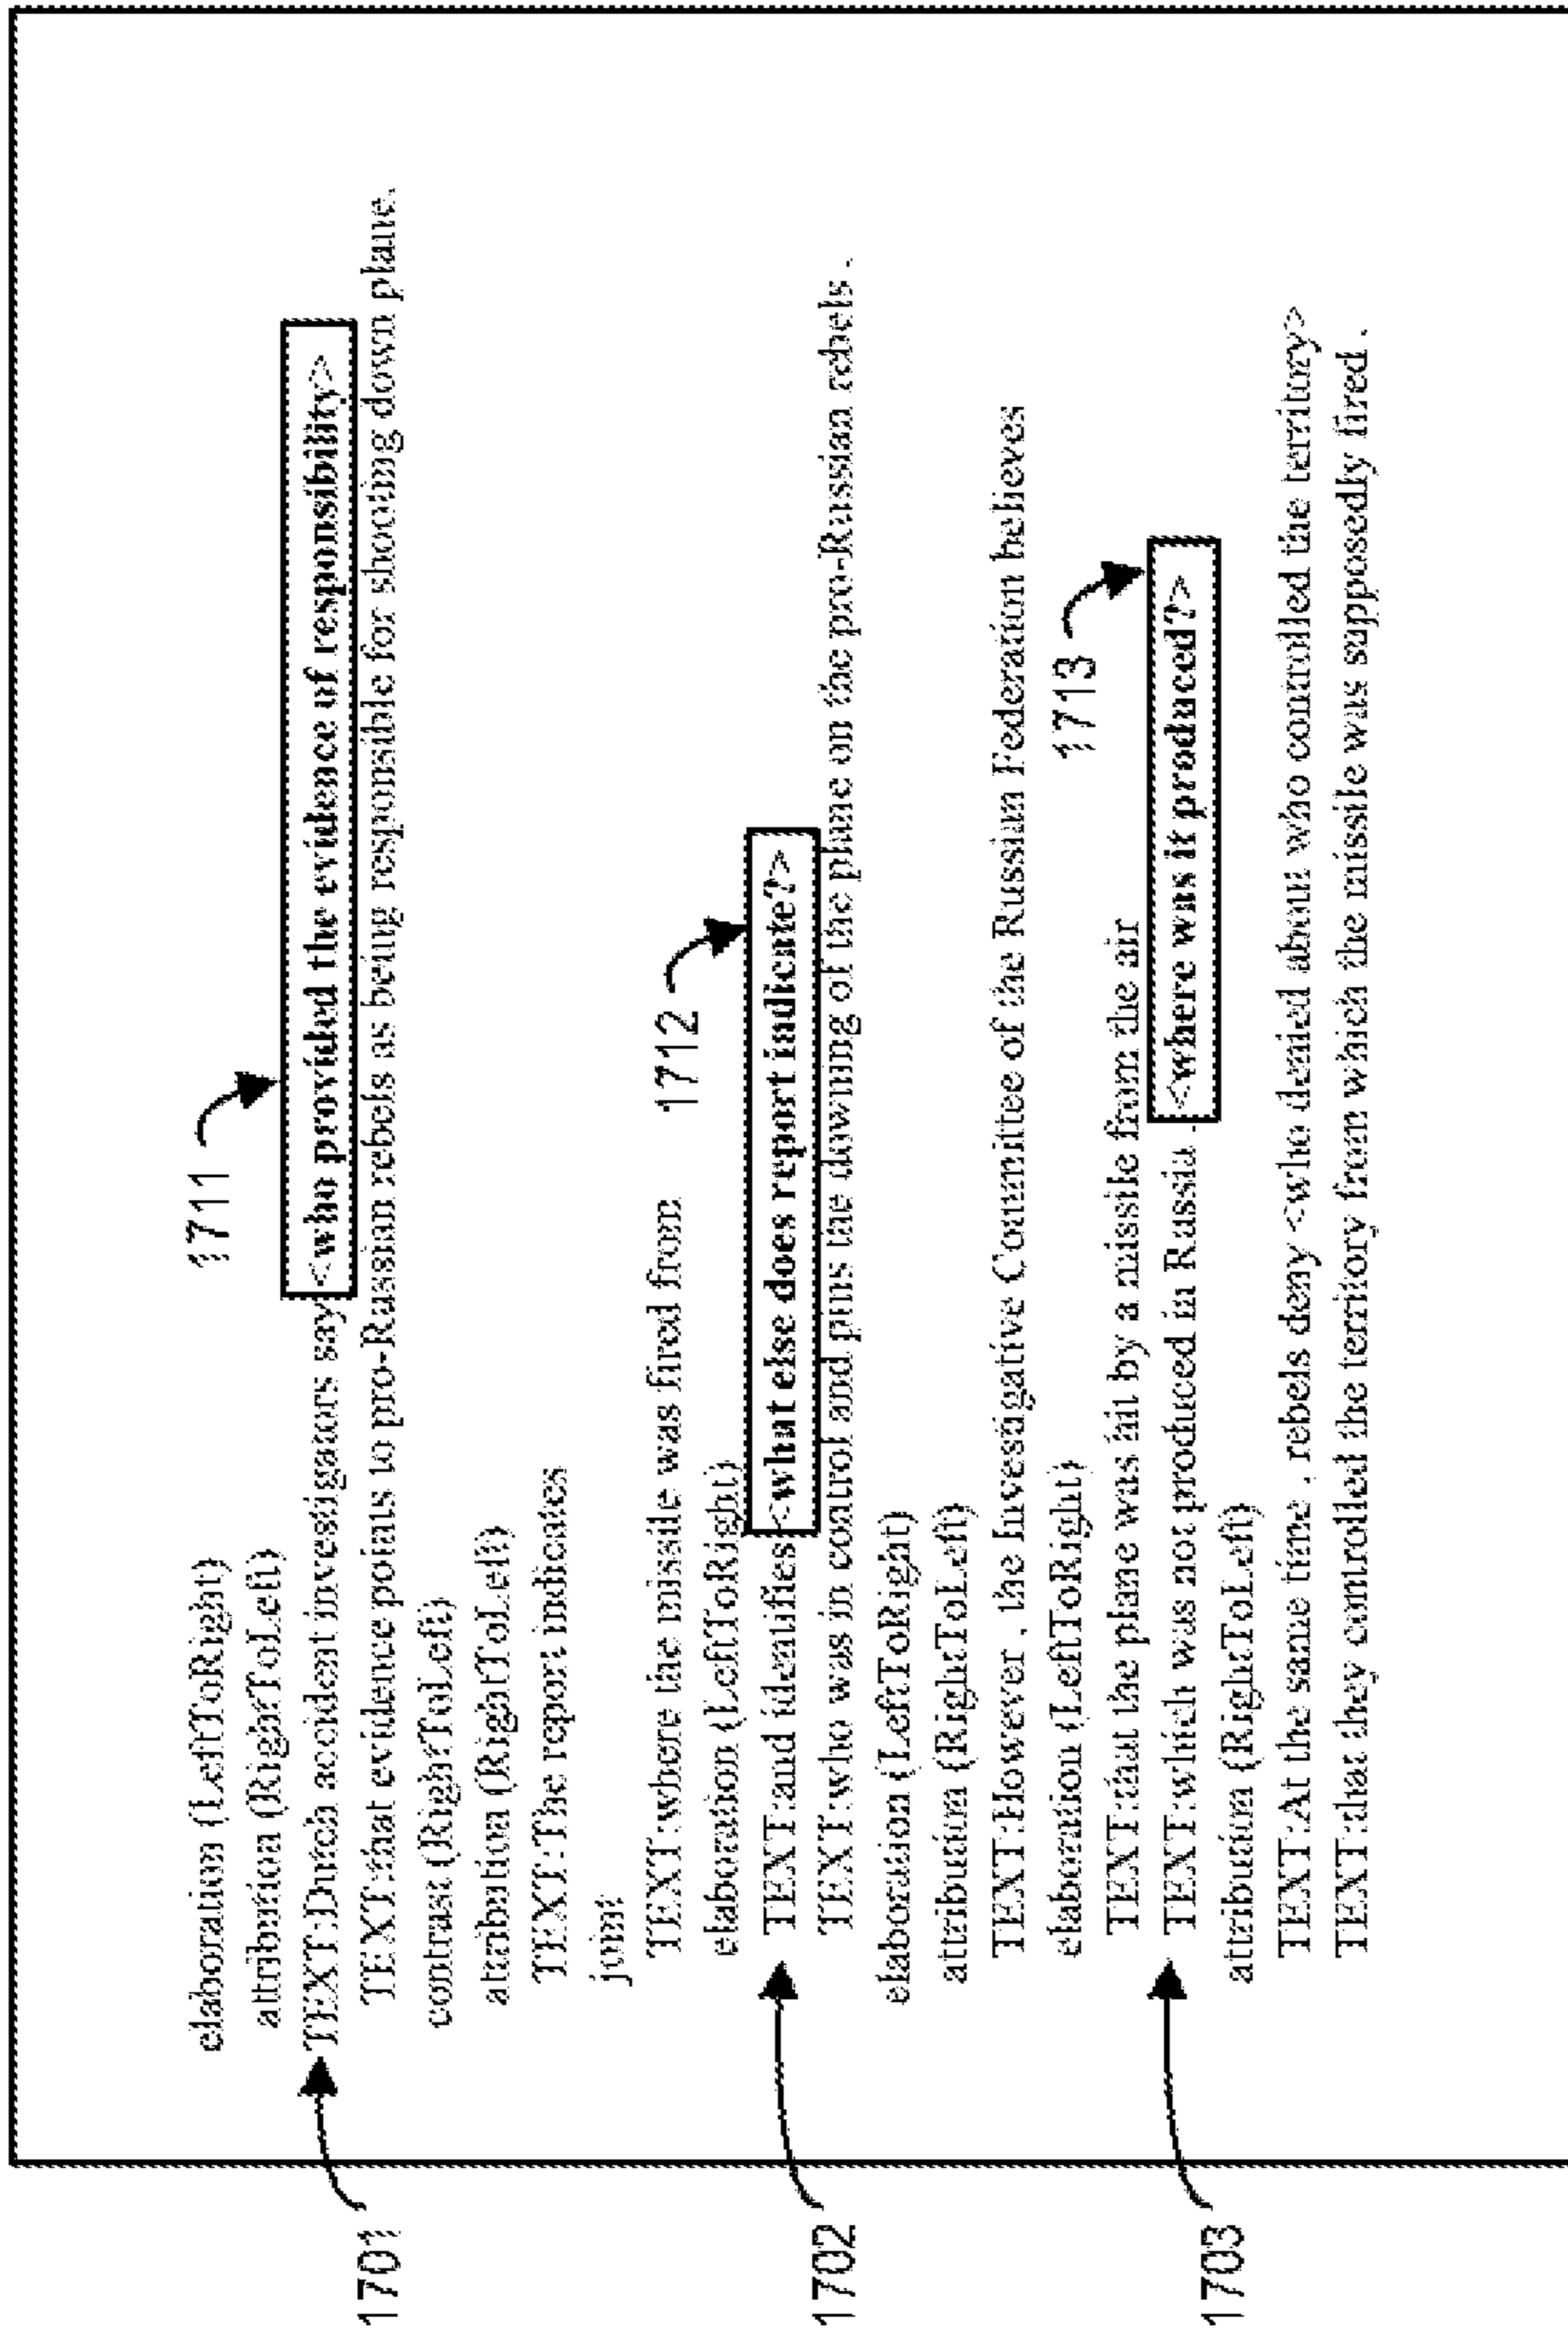 1711
elaboration (LeftToRight)
attribution (RightToLeft)
TEXT:Dutch accident investigators say <who provided the evidence of responsibility>
TEXT:that evidence points to pro-Russian rebels as being responsible for shooting down plane.
contrast (RightToLeft)
attribution (RightToLeft)
TEXT:The report indicates
joint
TEXT:where the missile was fired from
1712
elaboration (LeftToRight)
TEXT:and identifies <what else does report indicate?>
TEXT:who was in control and pins the downing of the plane on the pro-Russian rebels .
elaboration (LeftToRight)
attribution (RightToLeft)
TEXT:However , the Investigative Committee of the Russian Federation believes
elaboration (LeftToRight)
1713
TEXT:that the plane was hit by a missile from the air
TEXT:which was not produced in Russia . <where was it produced?>
attribution (RightToLeft)
TEXT:At the same time , rebels deny <who denied about who controlled the territory>
TEXT:that they controlled the territory from which the missile was supposedly fired .
1701
1702
1703